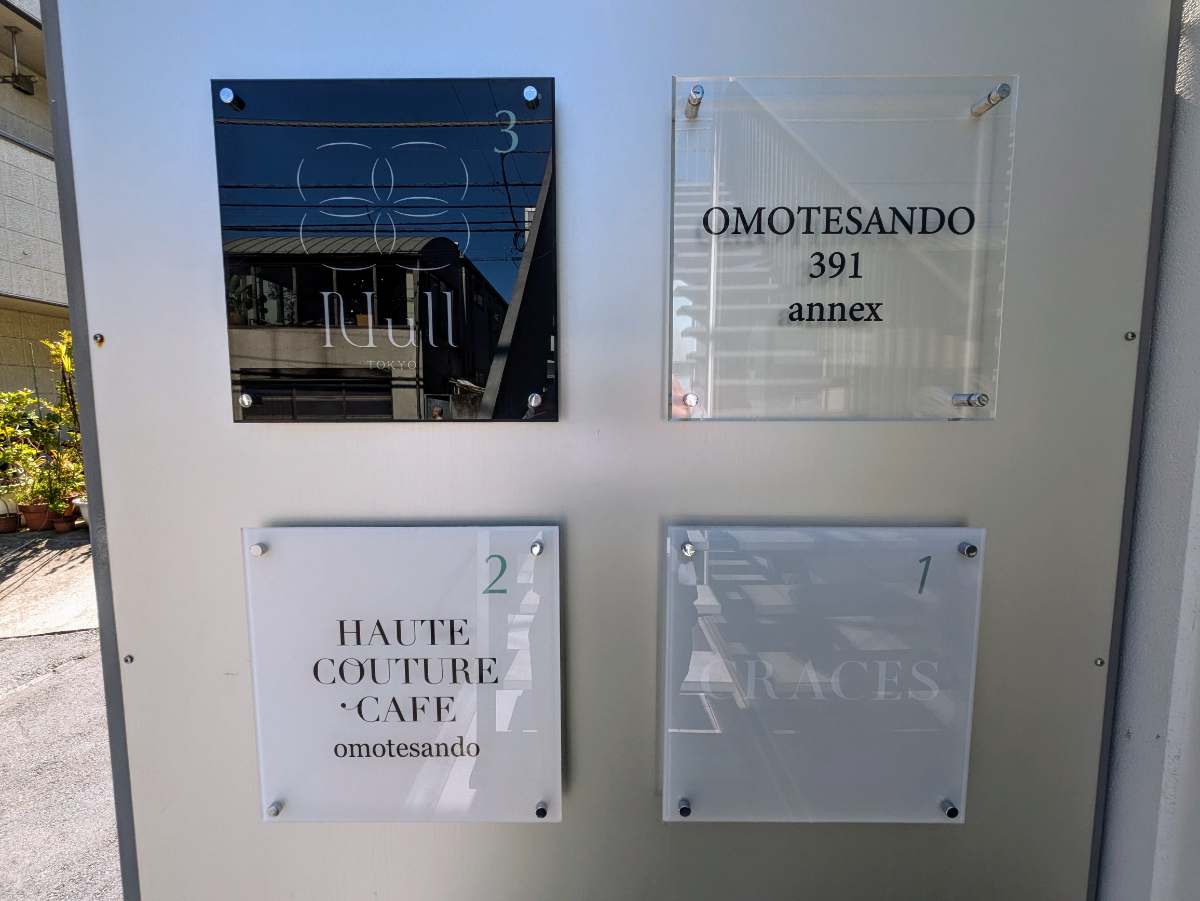 3
Null
TOKYO
OMOTESANDO
391
annex
2
HAUTE
COUTURE
CAFE
omotesando
1
GRACES